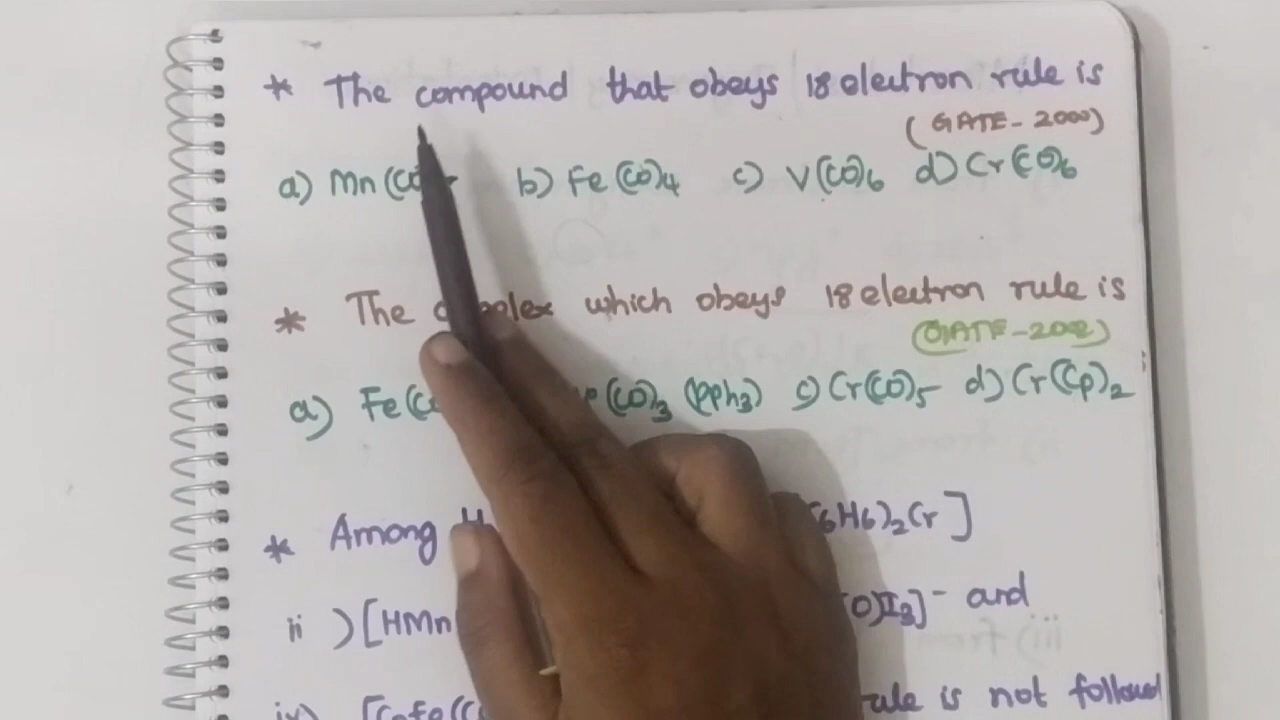 * The compound that obeys 18 electron rule is
(GATE - 2000)
a) Mn(CO b) Fe(CO)4 c) V(CO)6 d) Cr(CO)6
* The which obeys 18 electron rule is
(GATE - 2002)
a) Fe(C (CO)3 (PPh3) c) Cr(CO)5 d) Cr(Cp)2
* Among 6H6)2Cr]
ii) [HMn O)I3]- and
iv) is not followed